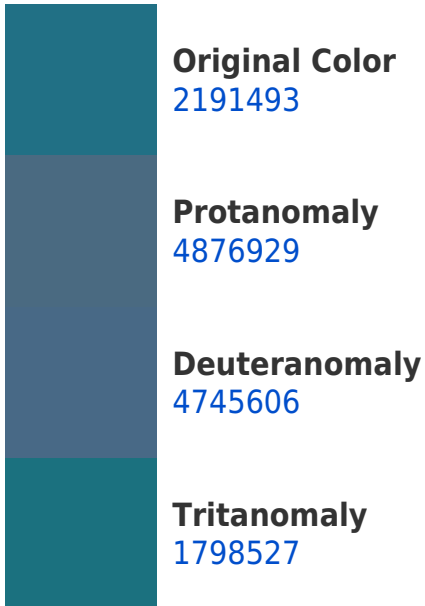 Original Color
2191493
Protanomaly
4876929
Deuteranomaly
4745606
Tritanomaly
1798527